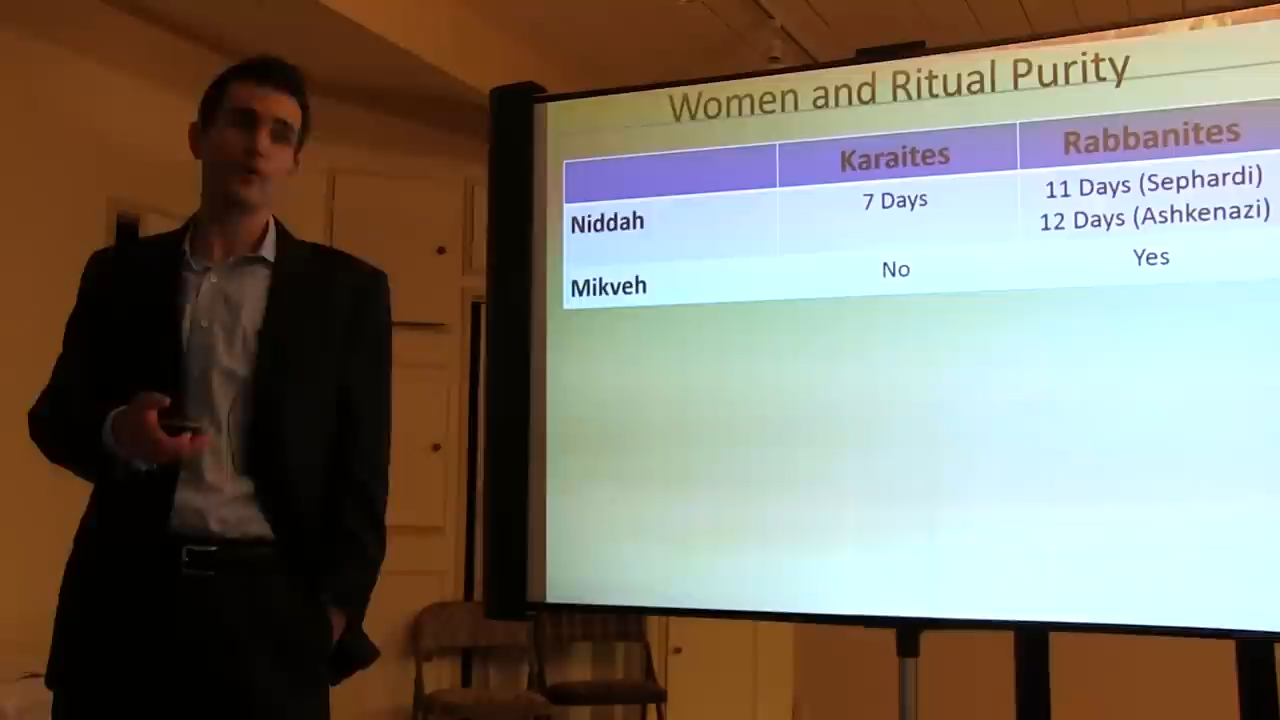 Women and Ritual Purity
Karaites Rabbanites
Niddah 7 Days 11 Days (Sephardi)
12 Days (Ashkenazi)
Mikveh No Yes